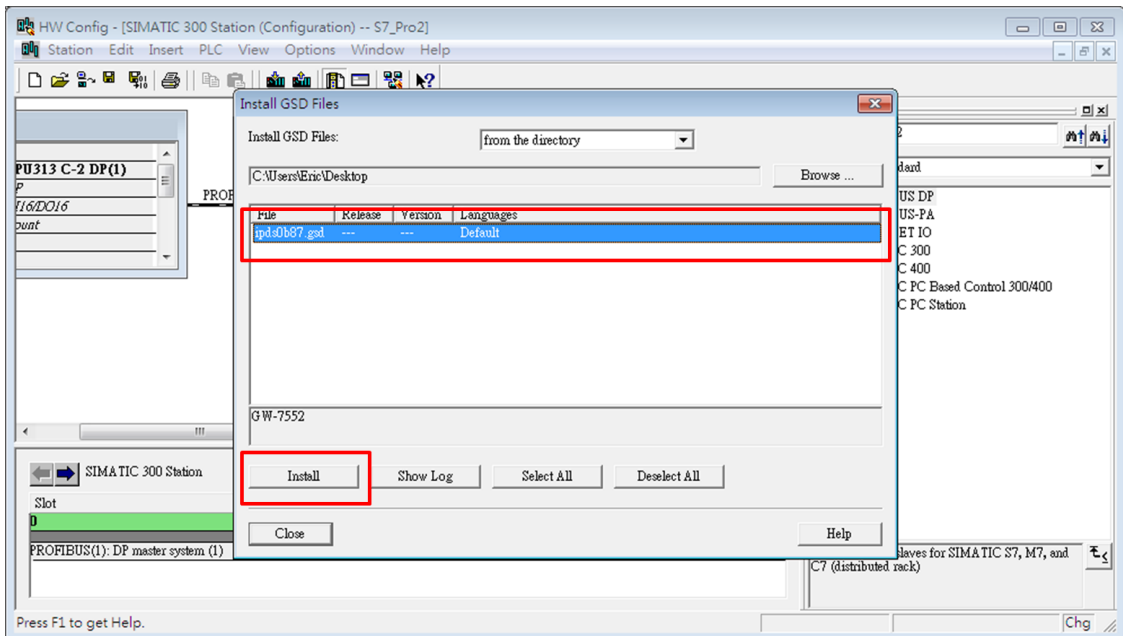 HW Config - [SIMATIC 300 Station (Configuration) -- S7_Pro2]
Station Edit Insert PLC View Options Window Help
Install GSD Files
Install GSD Files:
from the directory
C:\Users\Eric\Desktop
Browse ...
File Release Version Languages
ipds0b87.gsd --- --- Default
GW-7552
Install
Show Log
Select All
Deselect All
Close
Help
PU313 C-2 DP(1)
P
I16/DO16
ount
PROF
2
dard
US DP
US-PA
ET IO
C 300
C 400
C PC Based Control 300/400
C PC Station
SIMATIC 300 Station
Slot
0
PROFIBUS(1): DP master system (1)
slaves for SIMATIC S7, M7, and
C7 (distributed rack)
Press F1 to get Help.
Chg